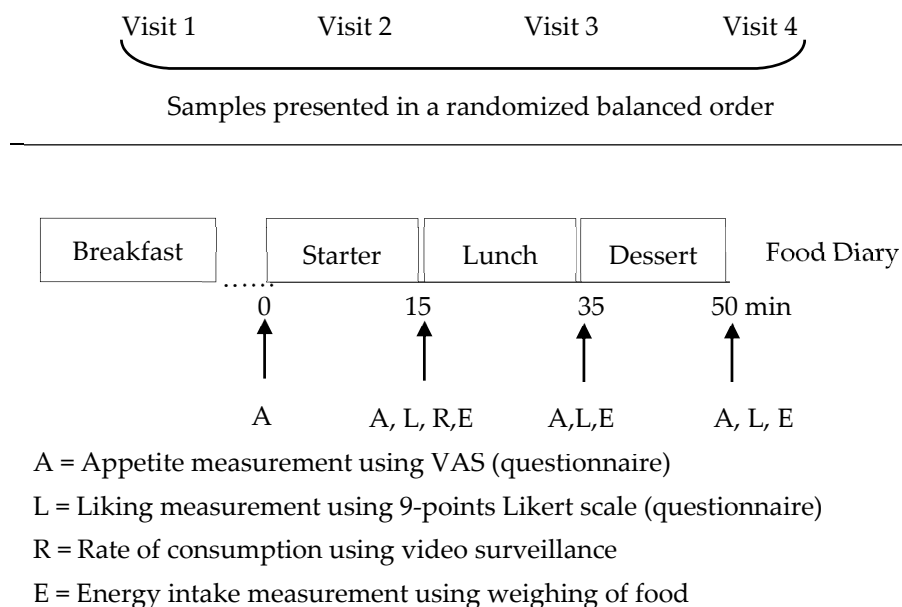 Visit 1 Visit 2 Visit 3 Visit 4
Samples presented in a randomized balanced order
Breakfast Starter Lunch Dessert Food Diary
......
0 15 35 50 min
A A, L, R,E A,L,E A, L, E
A = Appetite measurement using VAS (questionnaire)
L = Liking measurement using 9-points Likert scale (questionnaire)
R = Rate of consumption using video surveillance
E = Energy intake measurement using weighing of food